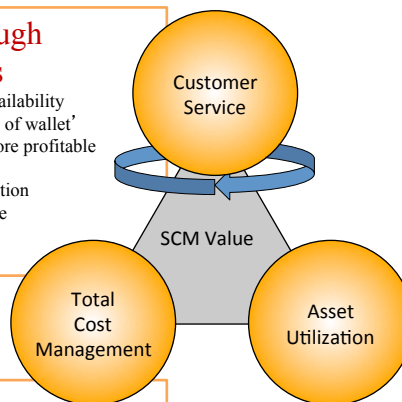 ugh
s
ailability
of wallet’
ore profitable
tion
e
Customer
Service
SCM Value
Total
Cost
Management
Asset
Utilization